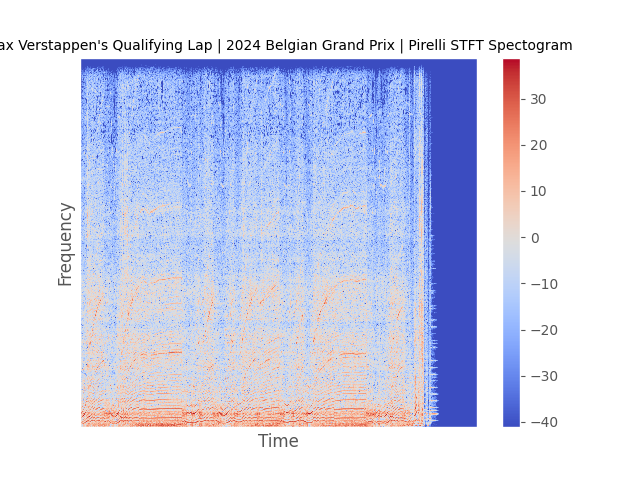 ax Verstappen's Qualifying Lap | 2024 Belgian Grand Prix | Pirelli STFT Spectogram
Frequency
Time
30
20
10
0
−10
−20
−30
−40